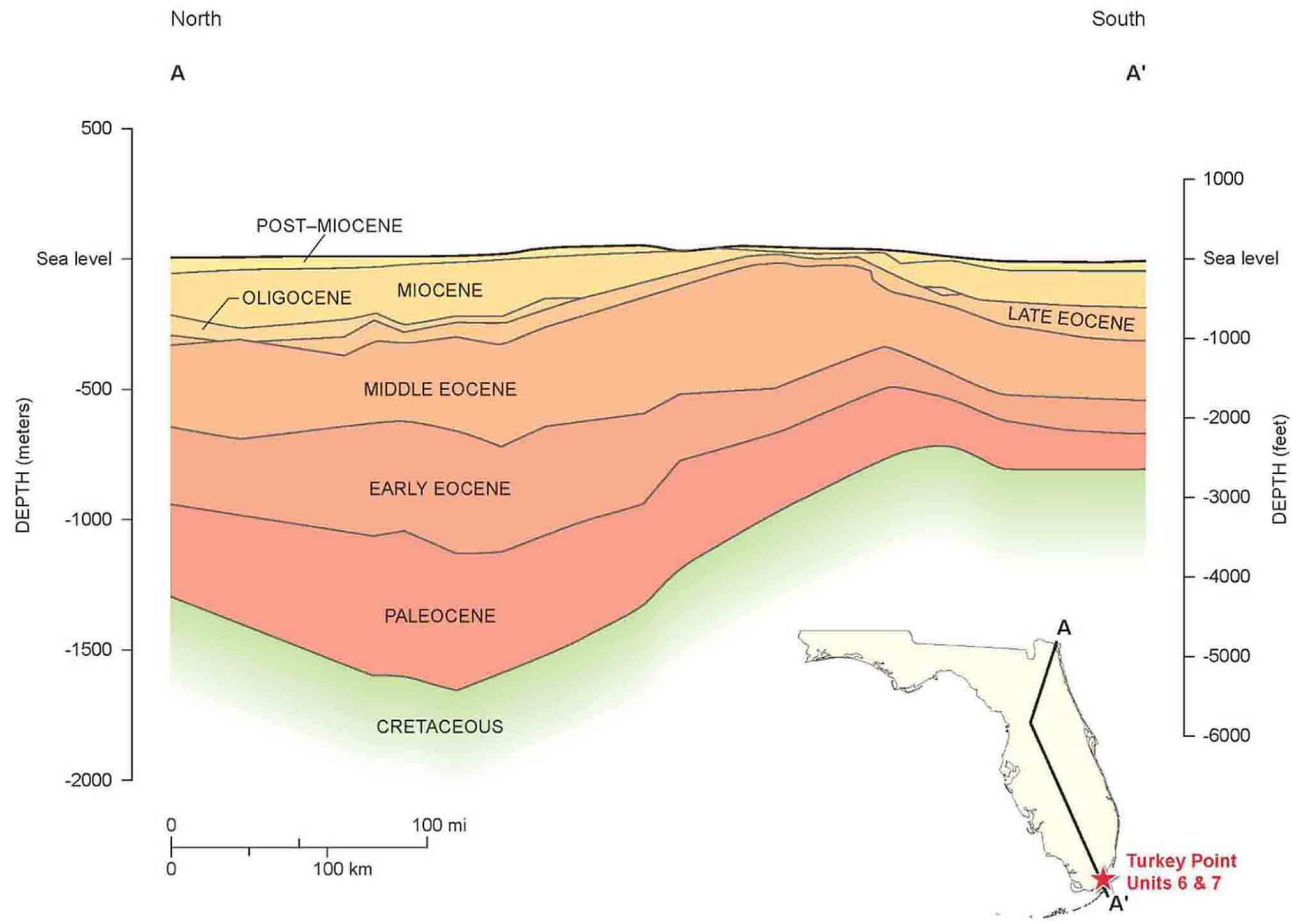 North
South
A
A'
500
1000
POST–MIOCENE
Sea level
Sea level
OLIGOCENE
MIOCENE
LATE EOCENE
-1000
-500
MIDDLE EOCENE
-2000
DEPTH (meters)
DEPTH (feet)
EARLY EOCENE
-3000
-1000
-4000
PALEOCENE
A
-1500
-5000
CRETACEOUS
-6000
-2000
0
100 mi
0
100 km
Turkey Point
Units 6 & 7
A'